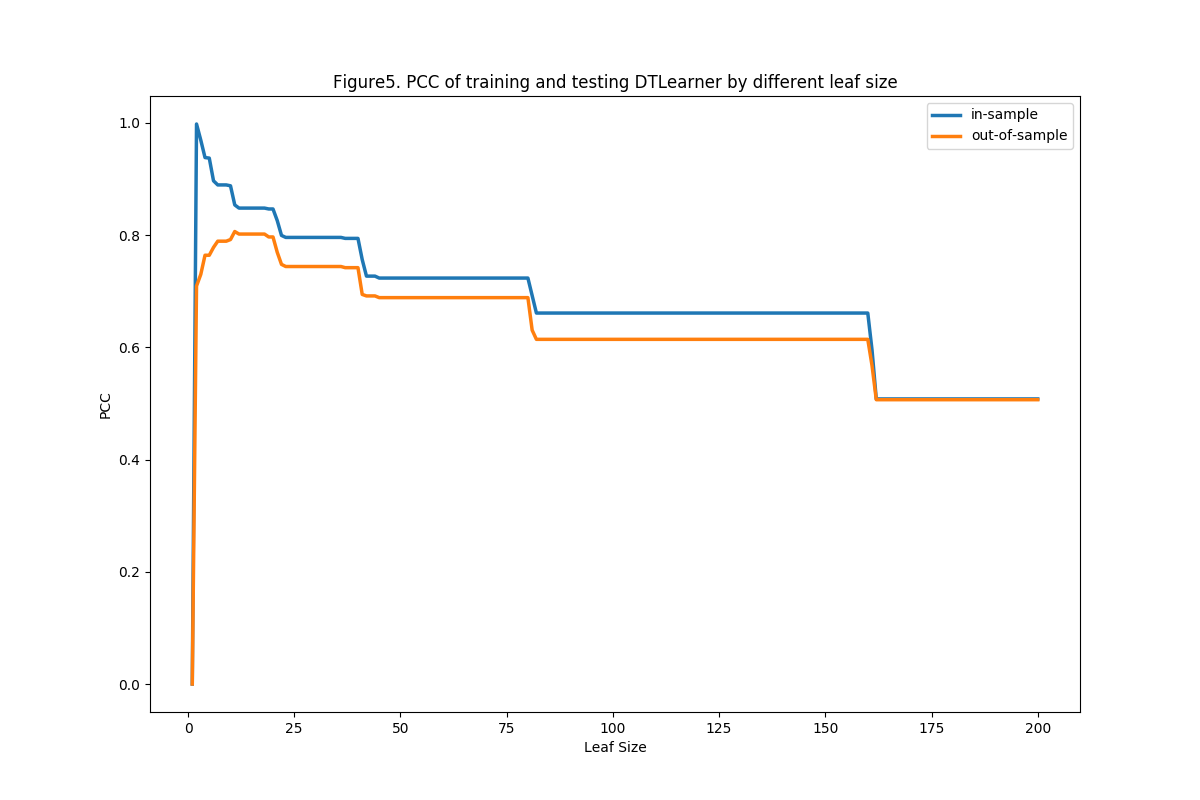 Figure5. PCC of training and testing DTLearner by different leaf size
in-sample
out-of-sample
1.0
0.8
0.6
0.4
0.2
0.0
PCC
0 25 50 75 100 125 150 175 200
Leaf Size